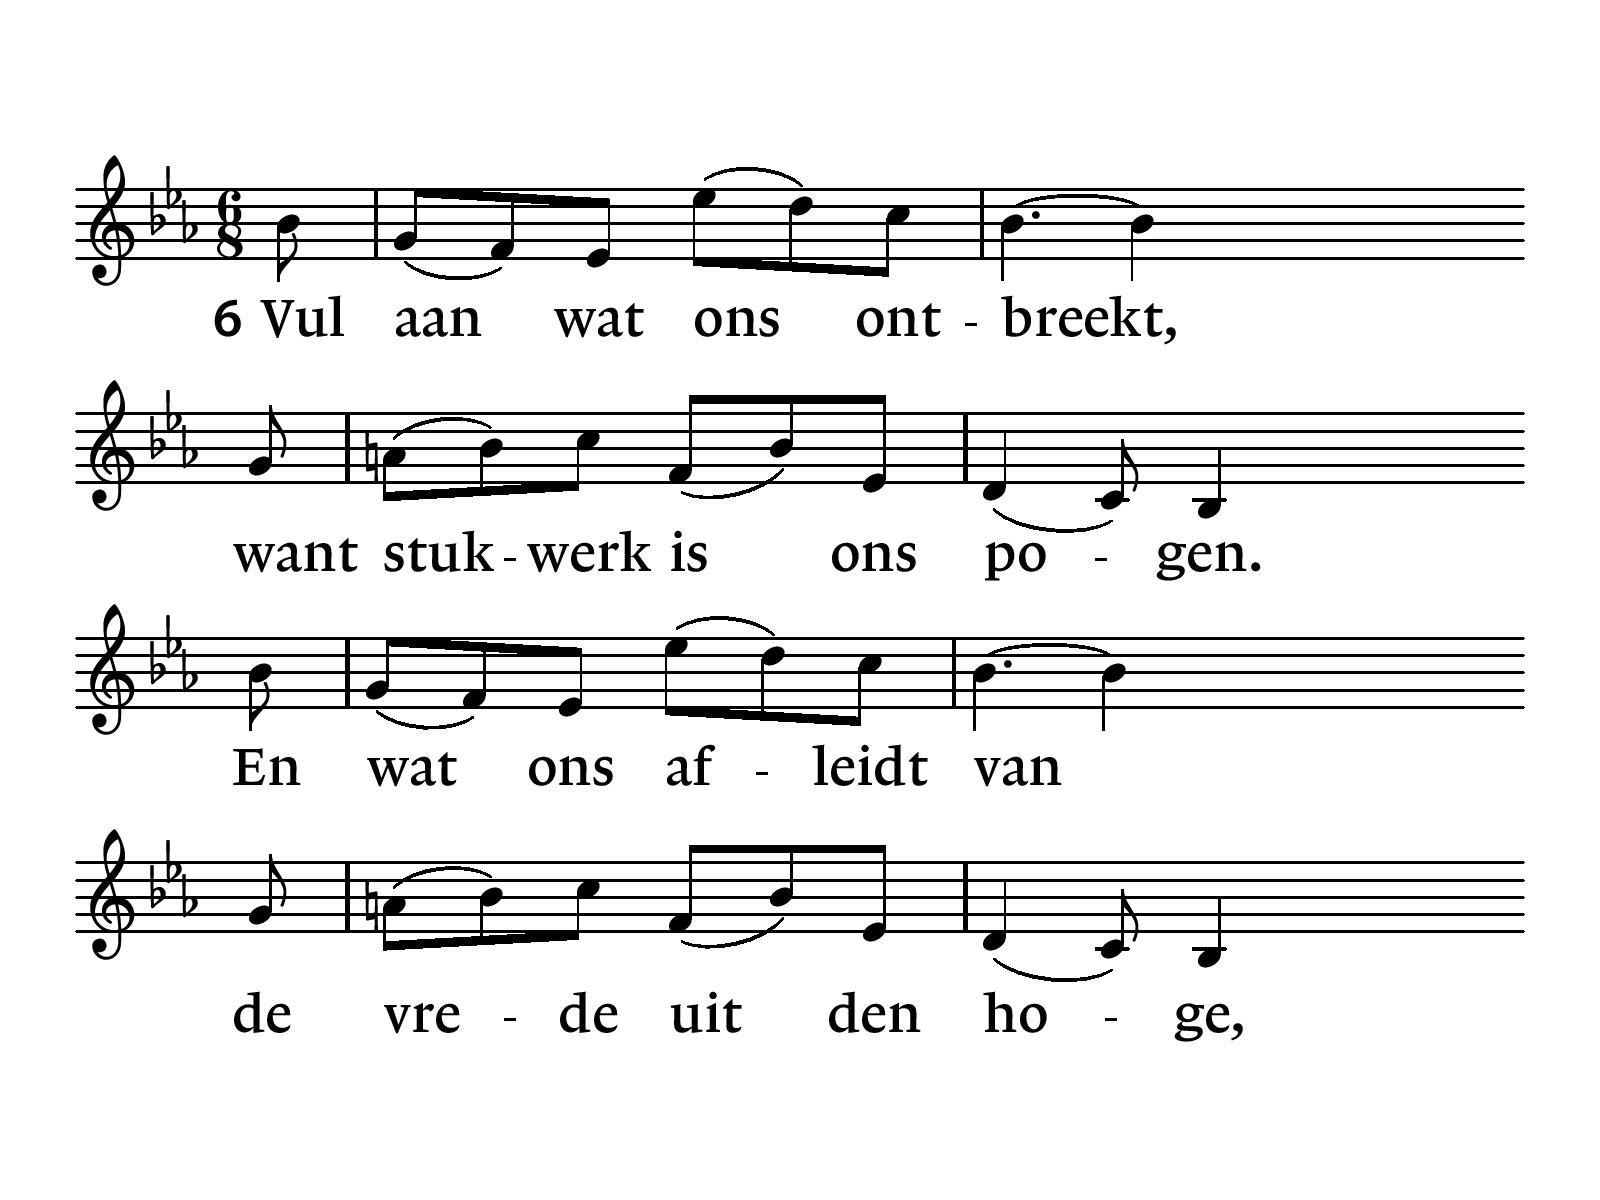 6 Vul aan wat ons ont - breekt,
want stuk - werk is ons po - gen.
En wat ons af - leidt van
de vre - de uit den ho - ge,